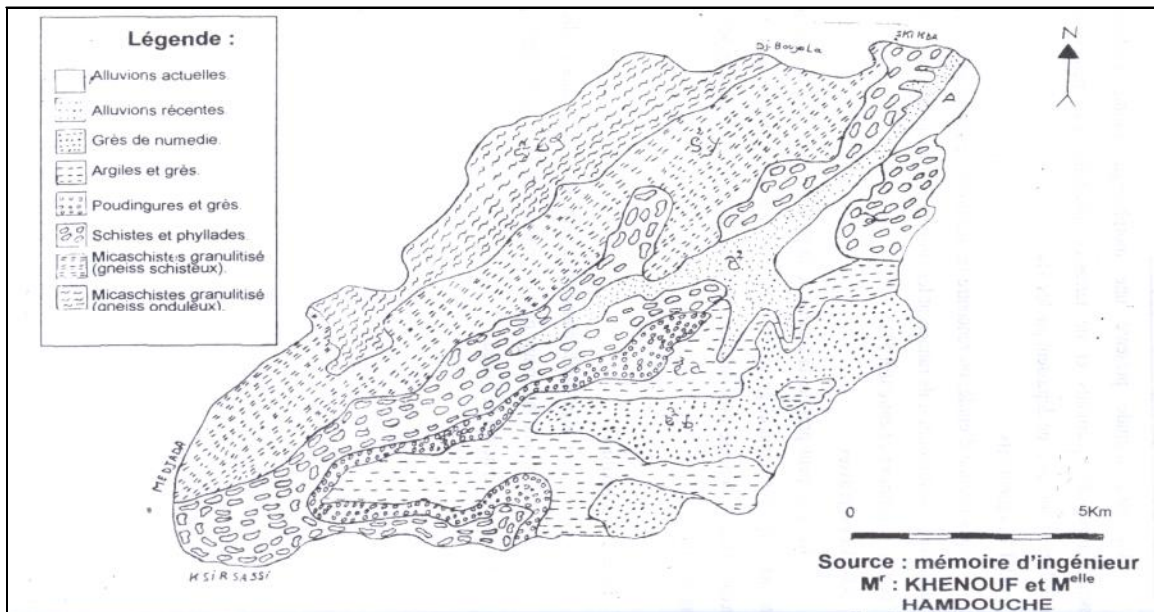 Légende :
Alluvions actuelles.
Alluvions récentes.
Grès de numedie.
Argiles et grès.
Poudingures et grès.
Schistes et phyllades.
Micaschistes granulitisé
(gneiss schisteux).
Micaschistes granulitisé
(gneiss onduleux).
Dj. Boujela
SKIKDA
N
a²
MEDJADA
KSIR SASSI
0 5Km
Source : mémoire d'ingénieur
Mʳ : KHENOUF et Mᵉˡˡᵉ
HAMDOUCHE